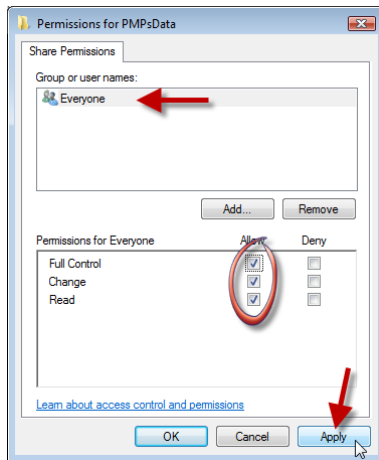 Permissions for PMPsData
Share Permissions
Group or user names:
Everyone
Add... Remove
Permissions for Everyone Allow Deny
Full Control
Change
Read
Learn about access control and permissions
OK Cancel Apply